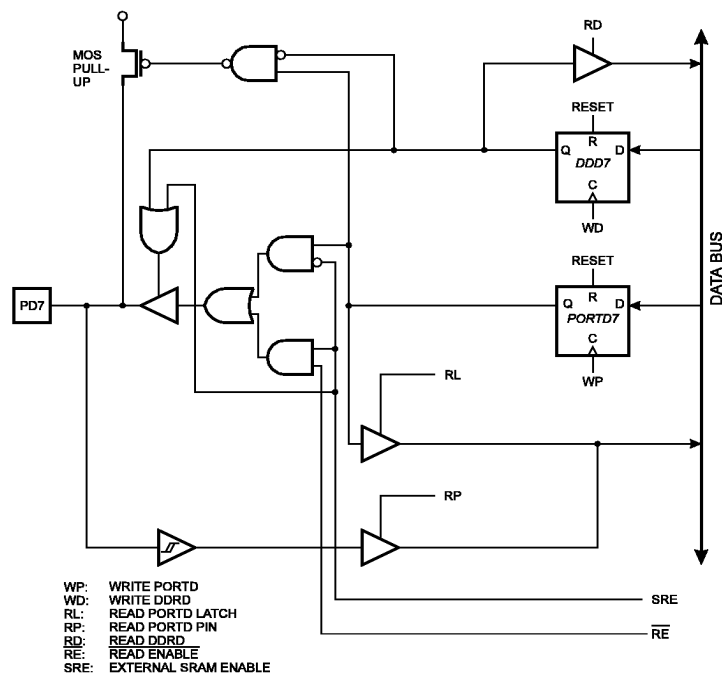 RD
MOS
PULL-
UP
RESET
R
Q
D
DDD7
C
WD
RESET
R
Q
D
PORTD7
C
WP
PD7
DATA BUS
RL
RP
WP: WRITE PORTD
WD: WRITE DDRD
RL: READ PORTD LATCH
RP: READ PORTD PIN
RD: READ DDRD
RE: READ ENABLE
SRE: EXTERNAL SRAM ENABLE
SRE
RE